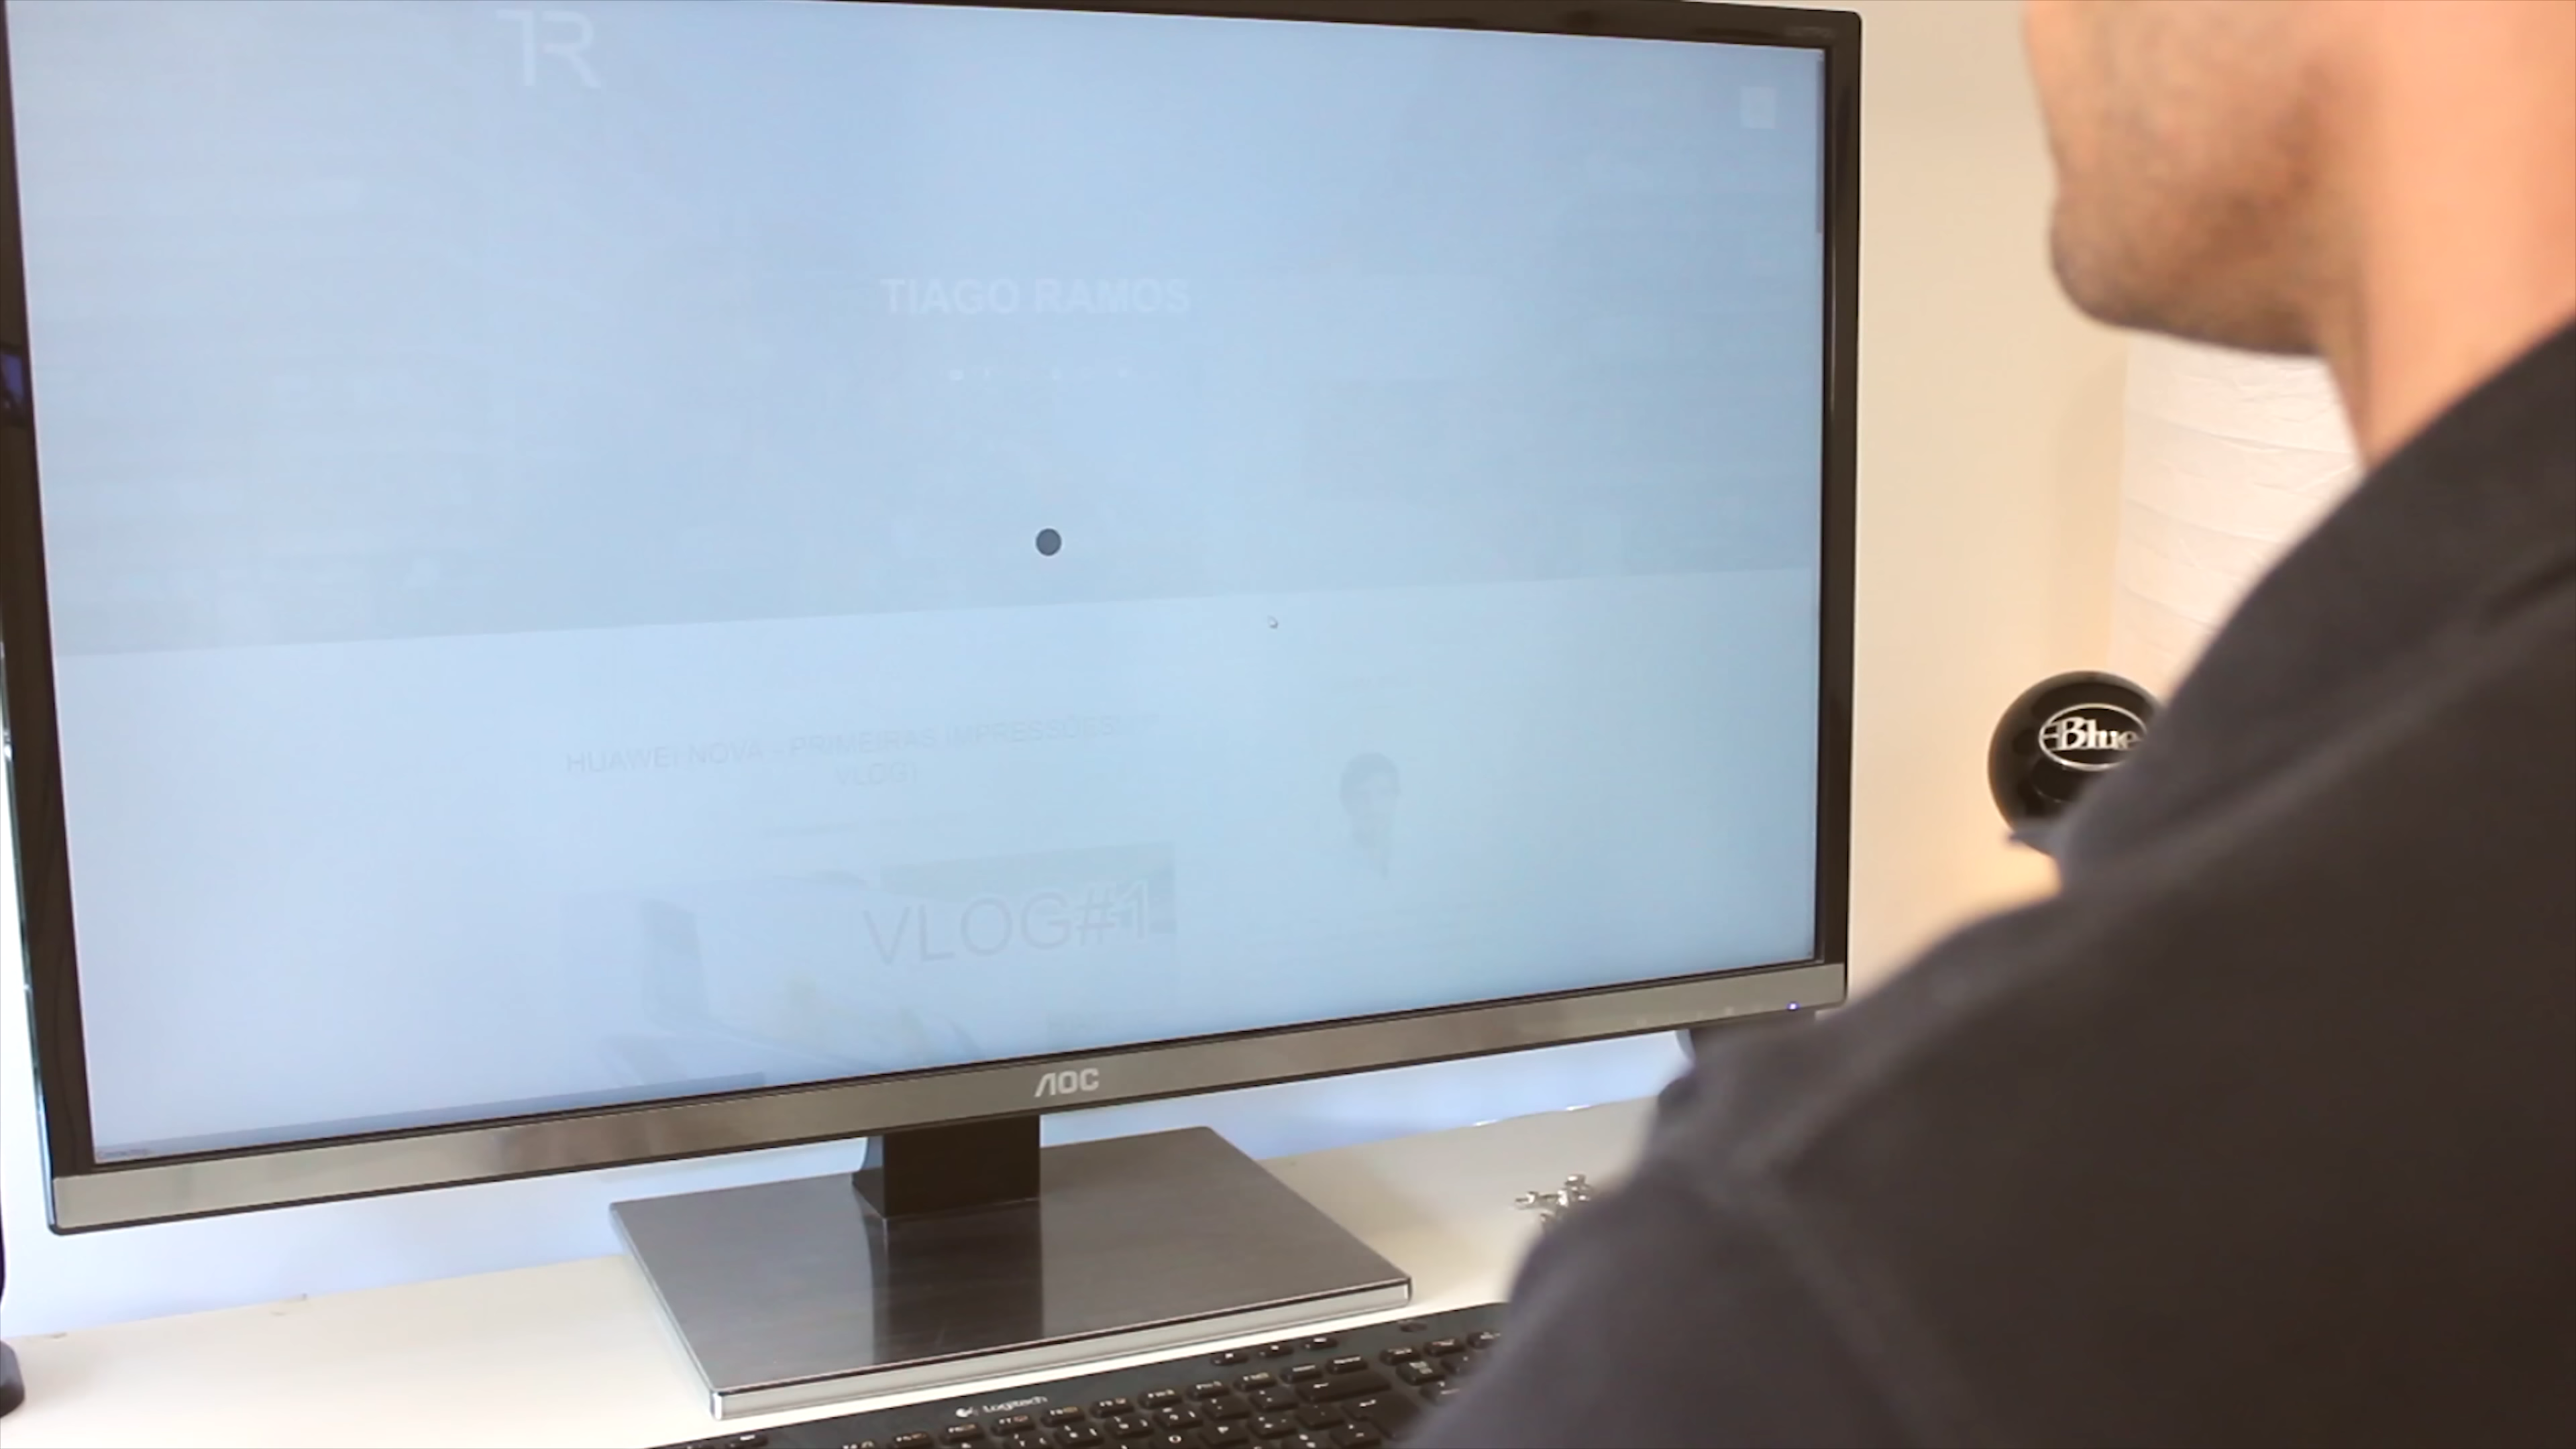 TR
TIAGO RAMOS
HUAWEI NOVA - PRIMEIRAS IMPRESSÕES
VLOG)
VLOG#1
AOC
Blue
Logitech